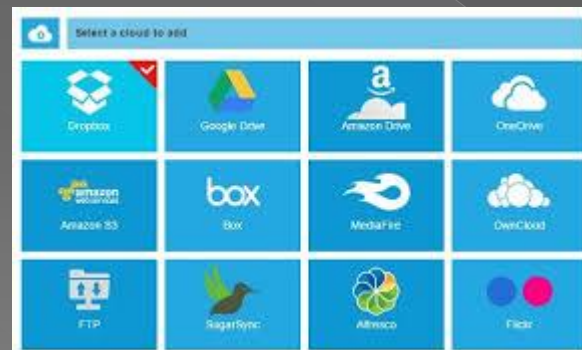 Select a cloud to add
Dropbox
Google Drive
a
Amazon Drive
OneDrive
amazon
webservices
Amazon S3
box
Box
MediaFire
OwnCloud
FTP
SugarSync
Alfresco
Flickr